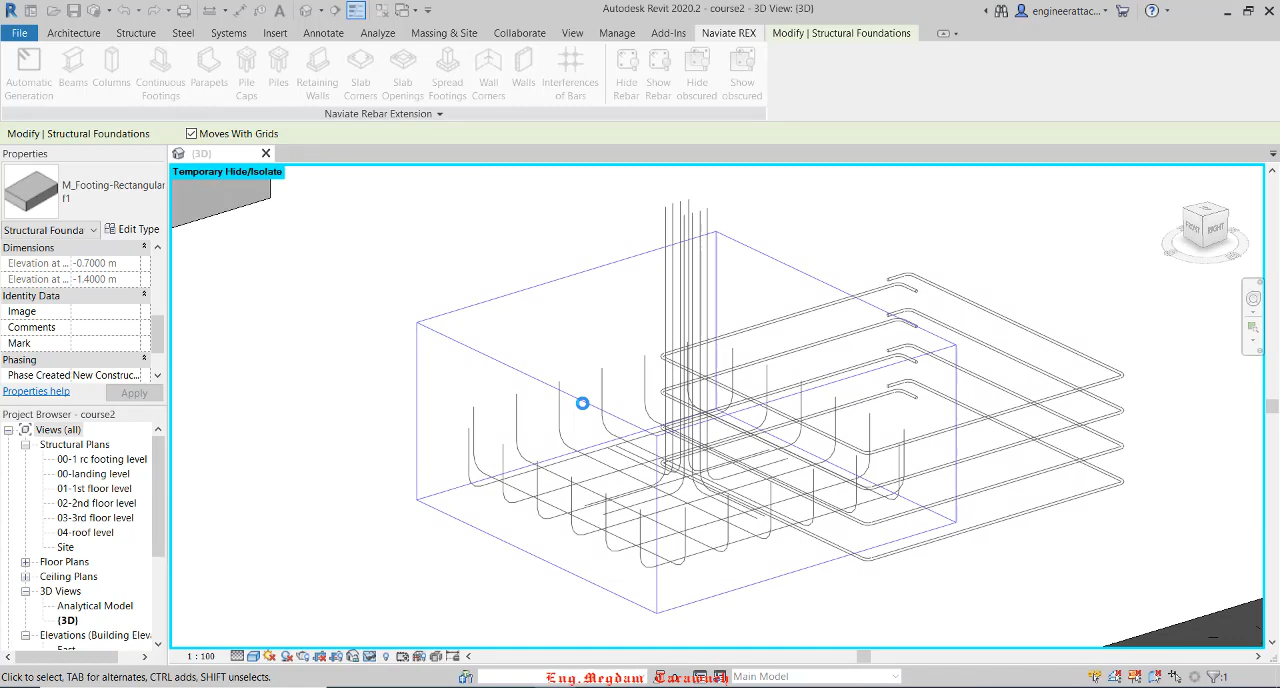 Autodesk Revit 2020.2 - course2 - 3D View: {3D}
engineerattac...
File Architecture Structure Steel Systems Insert Annotate Analyze Massing & Site Collaborate View Manage Add-Ins Naviate REX Modify | Structural Foundations
Automatic Generation
Beams
Columns
Continuous Footings
Parapets
Pile Caps
Piles
Retaining Walls
Slab Corners
Slab Openings
Spread Footings
Wall Corners
Walls
Interferences of Bars
Hide Rebar
Show Rebar
Hide obscured
Show obscured
Naviate Rebar Extension
Modify | Structural Foundations Moves With Grids
Properties
{3D}
Temporary Hide/Isolate
M_Footing-Rectangular
f1
Structural Founda Edit Type
Dimensions
Elevation at ... -0.7000 m
Elevation at ... -1.4000 m
Identity Data
Image
Comments
Mark
Phasing
Phase Created New Construc...
Properties help Apply
Project Browser - course2
Views (all)
Structural Plans
00-1 rc footing level
00-landing level
01-1st floor level
02-2nd floor level
03-3rd floor level
04-roof level
Site
Floor Plans
Ceiling Plans
3D Views
Analytical Model
{3D}
Elevations (Building Eleva
East
FRONT
RIGHT
1 : 100
Click to select, TAB for alternates, CTRL adds, SHIFT unselects.
Main Model
:1